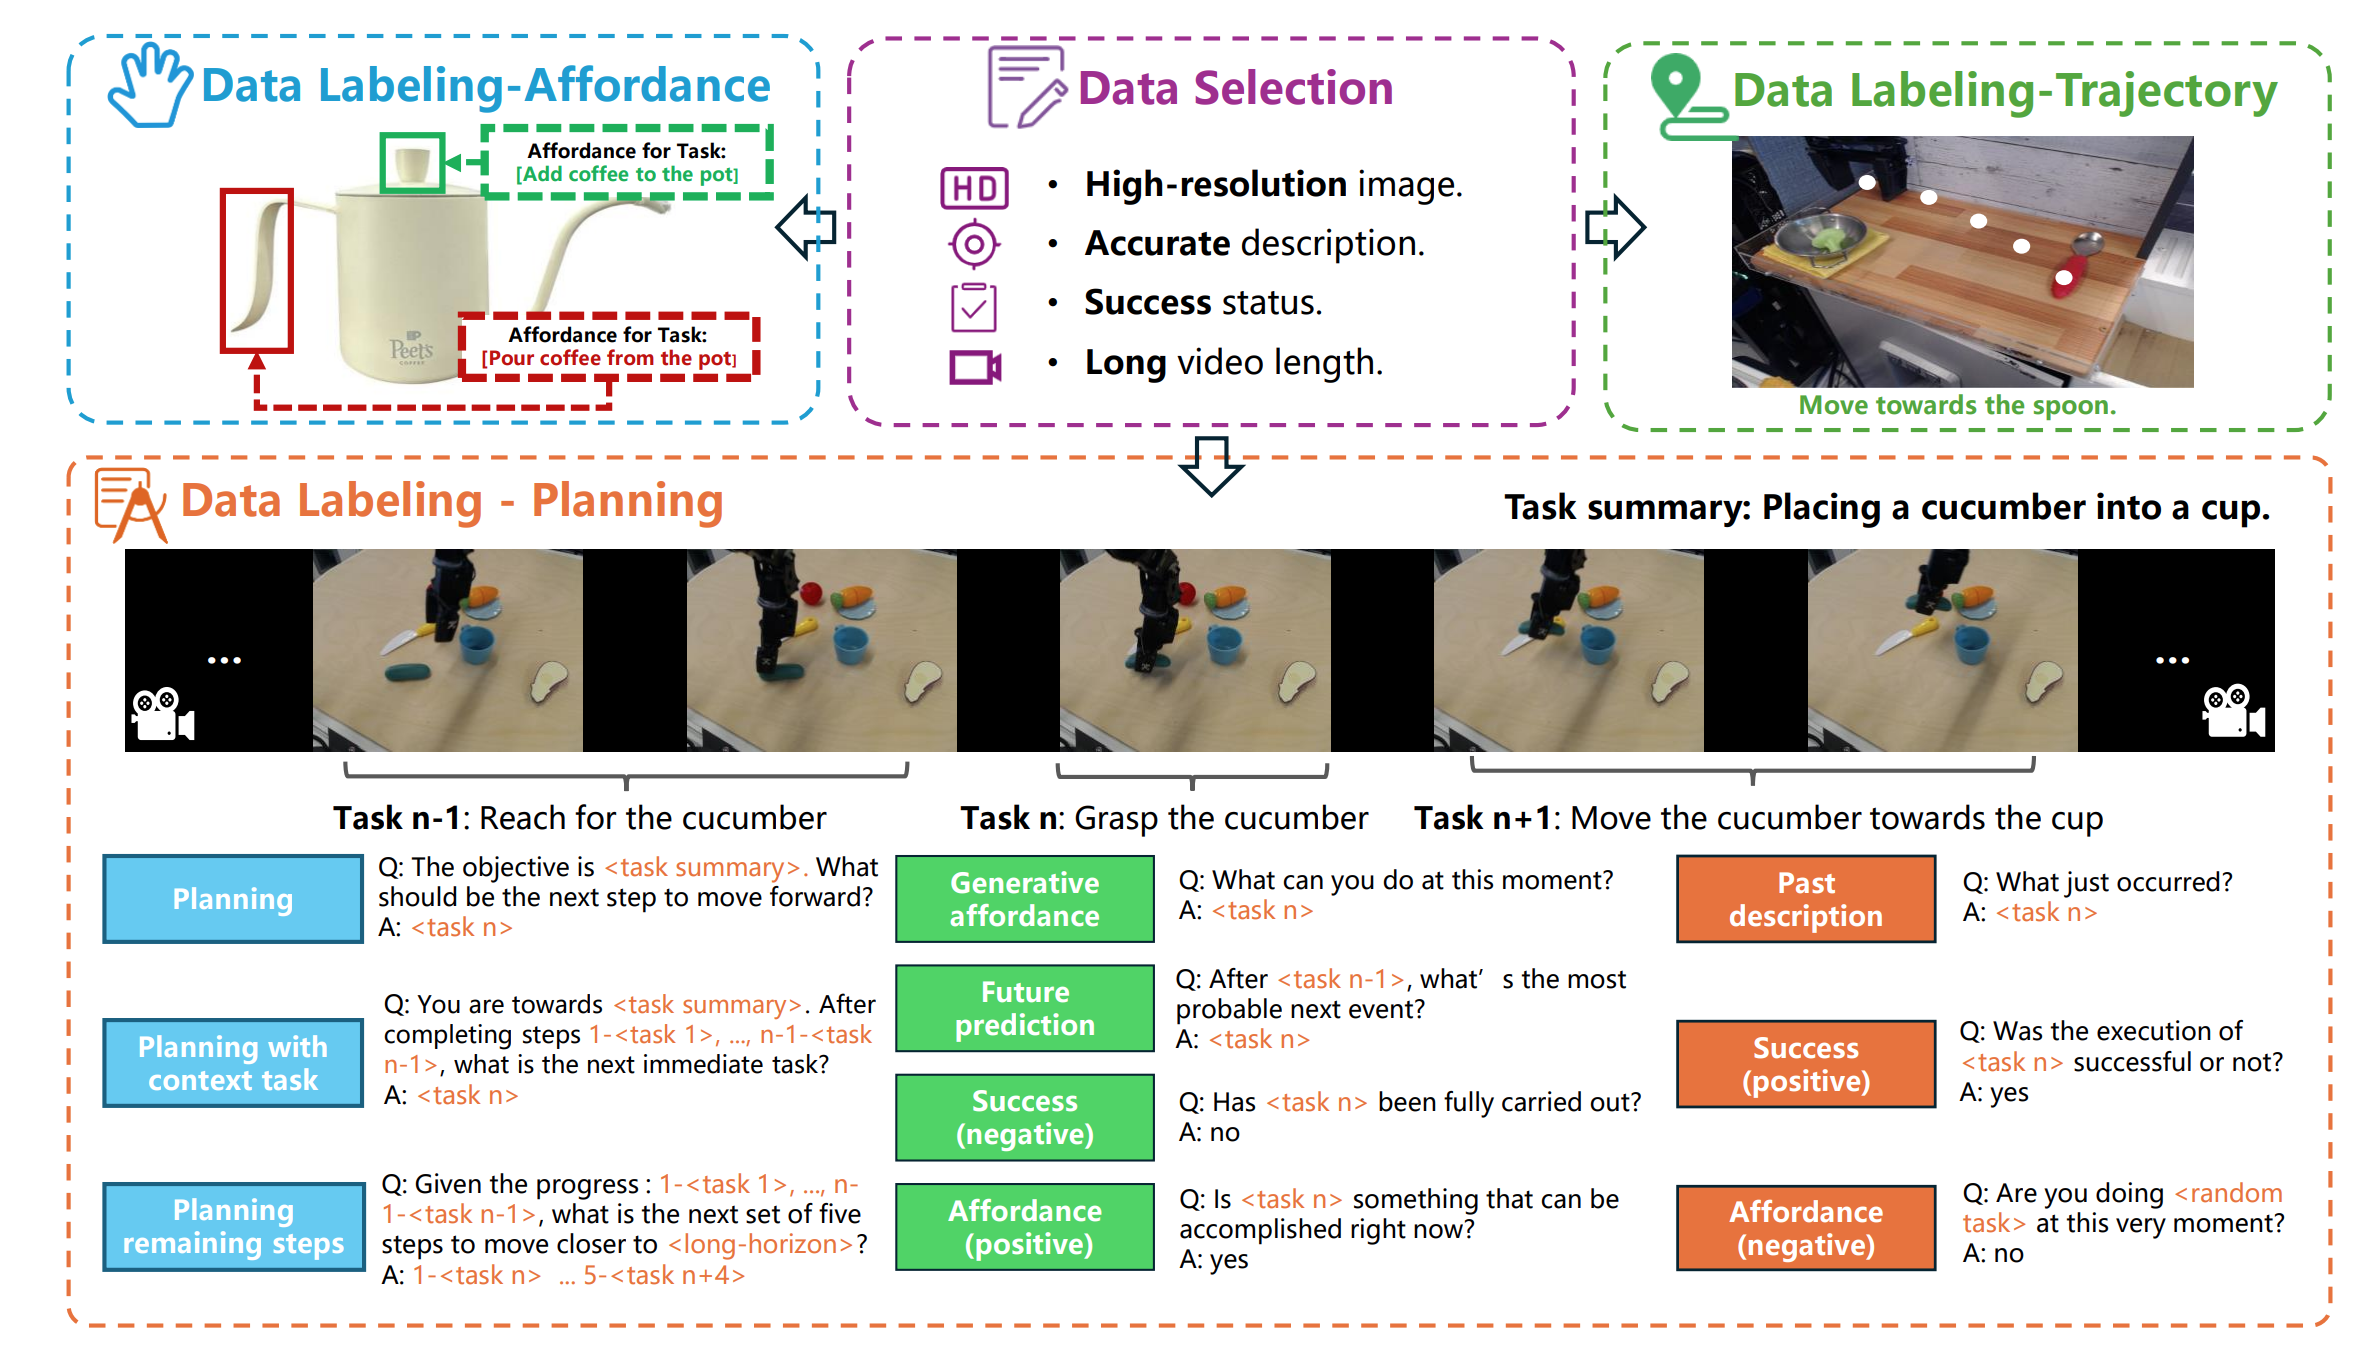 Data Labeling-Affordance
Affordance for Task:
[Add coffee to the pot]
Peet's
COFFEE
Affordance for Task:
[Pour coffee from the pot]
Data Selection
HD
• High-resolution image.
• Accurate description.
• Success status.
• Long video length.
Data Labeling-Trajectory
Move towards the spoon.
Data Labeling - Planning
Task summary: Placing a cucumber into a cup.
...
...
Task n-1: Reach for the cucumber
Task n: Grasp the cucumber
Task n+1: Move the cucumber towards the cup
Planning
Q: The objective is <task summary>. What
should be the next step to move forward?
A: <task n>
Planning with
context task
Q: You are towards <task summary>. After
completing steps 1-<task 1>, ..., n-1-<task
n-1>, what is the next immediate task?
A: <task n>
Planning
remaining steps
Q: Given the progress : 1-<task 1>, ..., n-
1-<task n-1>, what is the next set of five
steps to move closer to <long-horizon>?
A: 1-<task n> ... 5-<task n+4>
Generative
affordance
Q: What can you do at this moment?
A: <task n>
Future
prediction
Q: After <task n-1>, what' s the most
probable next event?
A: <task n>
Success
(negative)
Q: Has <task n> been fully carried out?
A: no
Affordance
(positive)
Q: Is <task n> something that can be
accomplished right now?
A: yes
Past
description
Q: What just occurred?
A: <task n>
Success
(positive)
Q: Was the execution of
<task n> successful or not?
A: yes
Affordance
(negative)
Q: Are you doing <random
task> at this very moment?
A: no